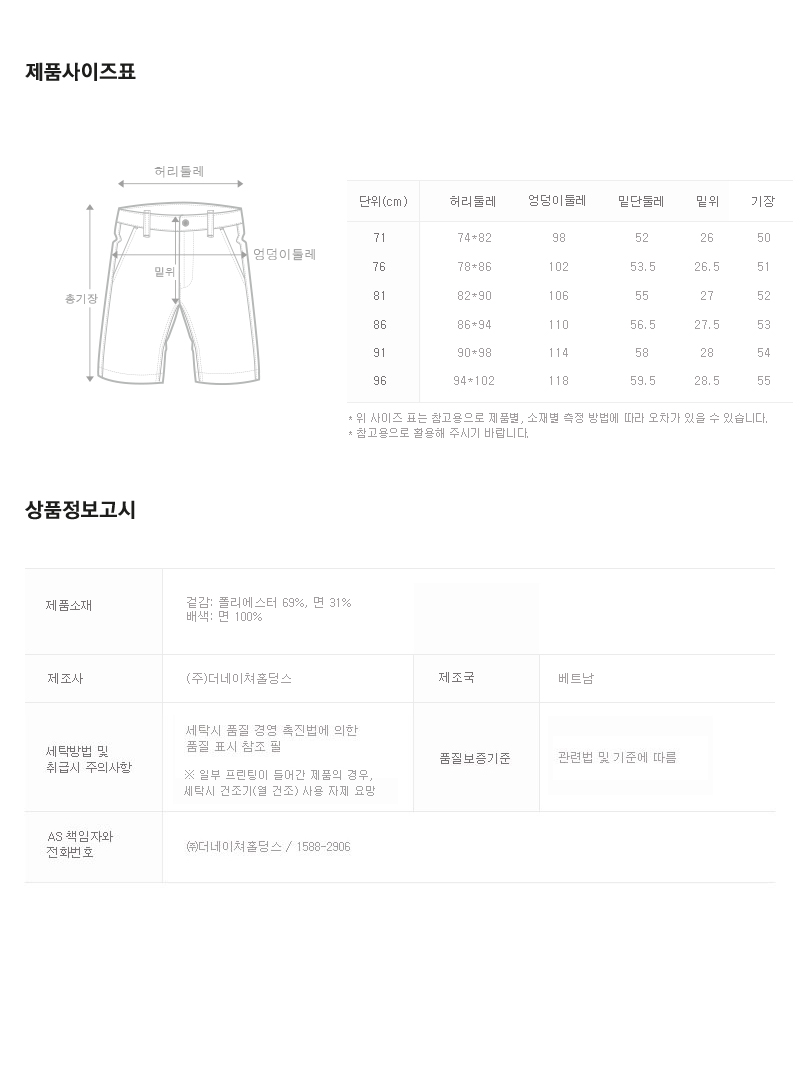 제품사이즈표
허리둘레
엉덩이둘레
밑위
총기장
단위(cm) 허리둘레 엉덩이둘레 밑단둘레 밑위 기장
71 74*82 98 52 26 50
76 78*86 102 53.5 26.5 51
81 82*90 106 55 27 52
86 86*94 110 56.5 27.5 53
91 90*98 114 58 28 54
96 94*102 118 59.5 28.5 55
* 위 사이즈 표는 참고용으로 제품별, 소재별 측정 방법에 따라 오차가 있을 수 있습니다.
* 참고용으로 활용해 주시기 바랍니다.
상품정보고시
제품소재
겉감: 폴리에스터 69%, 면 31%
배색: 면 100%
제조사 (주)더네이쳐홀딩스 제조국 베트남
세탁방법 및
취급시 주의사항
세탁시 품질 경영 촉진법에 의한
품질 표시 참조 필
※ 일부 프린팅이 들어간 제품의 경우,
세탁시 건조기(열 건조) 사용 자제 요망
품질보증기준 관련법 및 기준에 따름
AS 책임자와
전화번호
㈜더네이쳐홀딩스 / 1588-2906